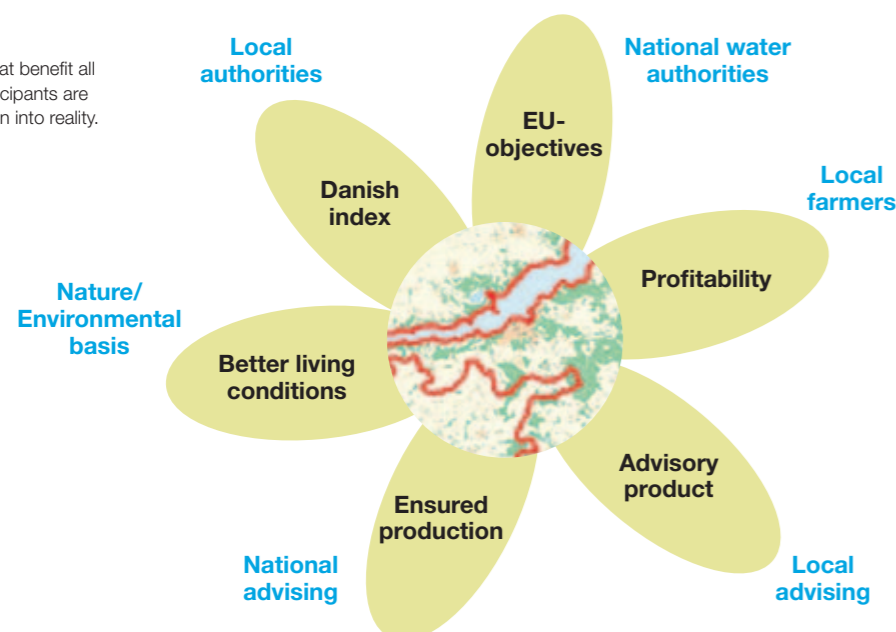 at benefit all
cipants are
n into reality.
Local
authorities
National water
authorities
EU-
objectives
Danish
index
Local
farmers
Profitability
Nature/
Environmental
basis
Better living
conditions
Advisory
product
Ensured
production
National
advising
Local
advising